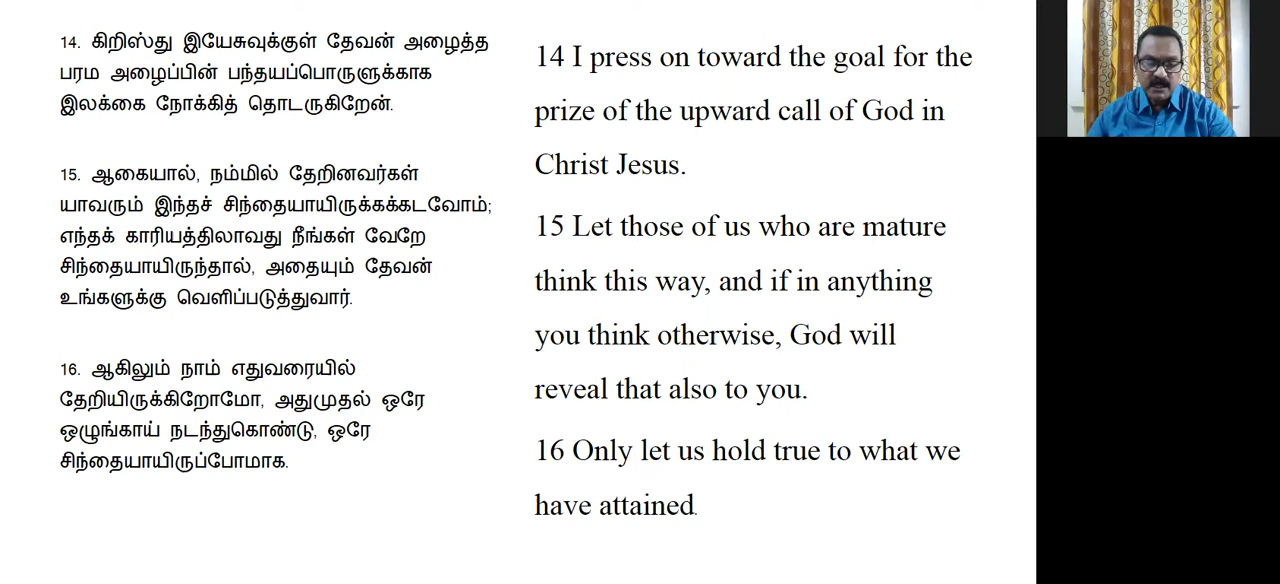 14. கிறிஸ்து இயேசுவுக்குள் தேவன் அழைத்த
பரம அழைப்பின் பந்தயப்பொருளுக்காக
இலக்கை நோக்கித் தொடருகிறேன்.
15. ஆகையால், நம்மில் தேறினவர்கள்
யாவரும் இந்தச் சிந்தையாயிருக்கக்கடவோம்;
எந்தக் காரியத்திலாவது நீங்கள் வேறே
சிந்தையாயிருந்தால், அதையும் தேவன்
உங்களுக்கு வெளிப்படுத்துவார்.
16. ஆகிலும் நாம் எதுவரையில்
தேறியிருக்கிறோமோ, அதுமுதல் ஒரே
ஒழுங்காய் நடந்துகொண்டு, ஒரே
சிந்தையாயிருப்போமாக.
14 I press on toward the goal for the
prize of the upward call of God in
Christ Jesus.
15 Let those of us who are mature
think this way, and if in anything
you think otherwise, God will
reveal that also to you.
16 Only let us hold true to what we
have attained.